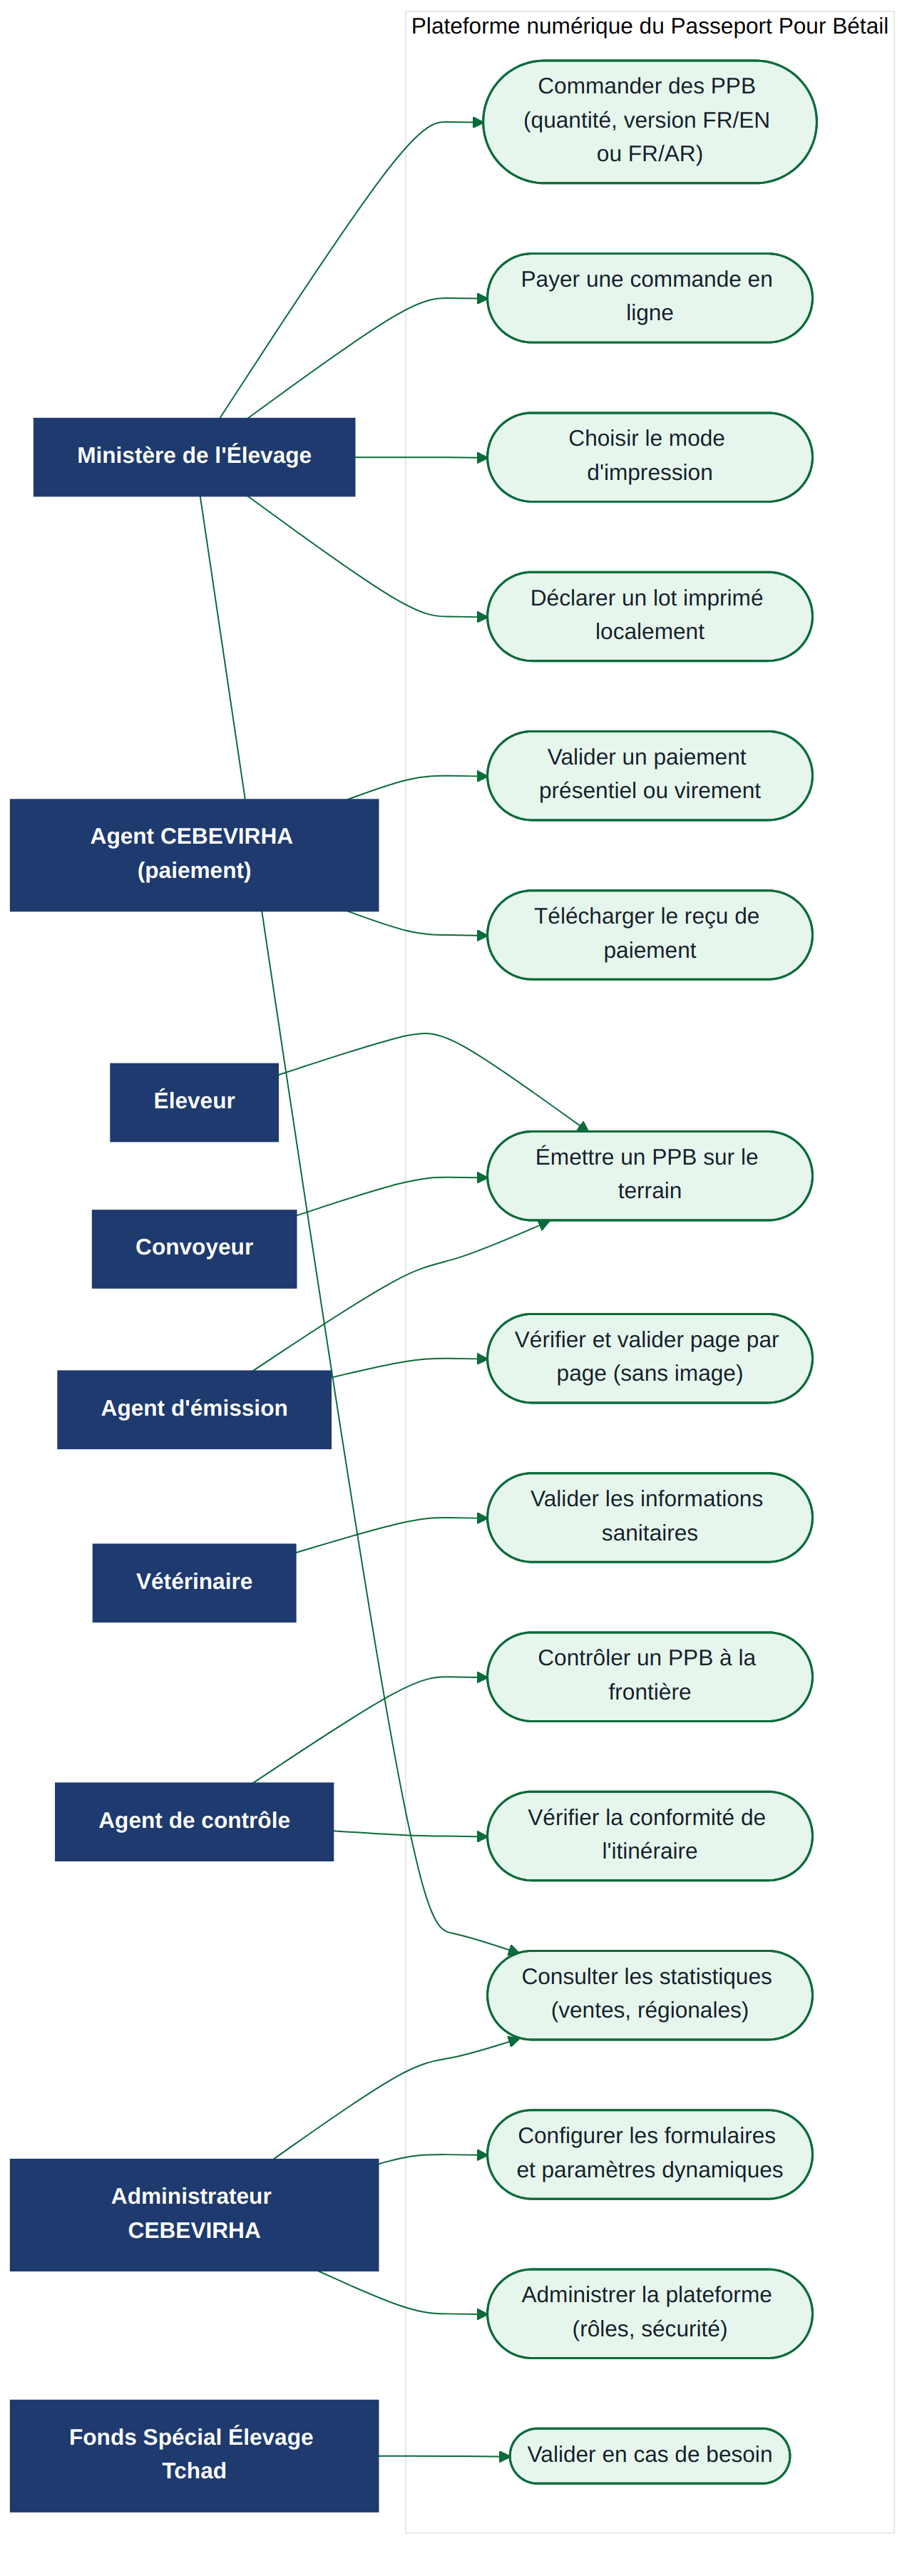 Plateforme numérique du Passeport Pour Bétail
Commander des PPB
(quantité, version FR/EN
ou FR/AR)
Payer une commande en
ligne
Ministère de l'Élevage
Choisir le mode
d'impression
Déclarer un lot imprimé
localement
Valider un paiement
présentiel ou virement
Agent CEBEVIRHA
(paiement)
Télécharger le reçu de
paiement
Éleveur
Émettre un PPB sur le
terrain
Convoyeur
Vérifier et valider page par
page (sans image)
Agent d'émission
Valider les informations
sanitaires
Vétérinaire
Contrôler un PPB à la
frontière
Agent de contrôle
Vérifier la conformité de
l'itinéraire
Consulter les statistiques
(ventes, régionales)
Configurer les formulaires
et paramètres dynamiques
Administrateur
CEBEVIRHA
Administrer la plateforme
(rôles, sécurité)
Fonds Spécial Élevage
Tchad
Valider en cas de besoin